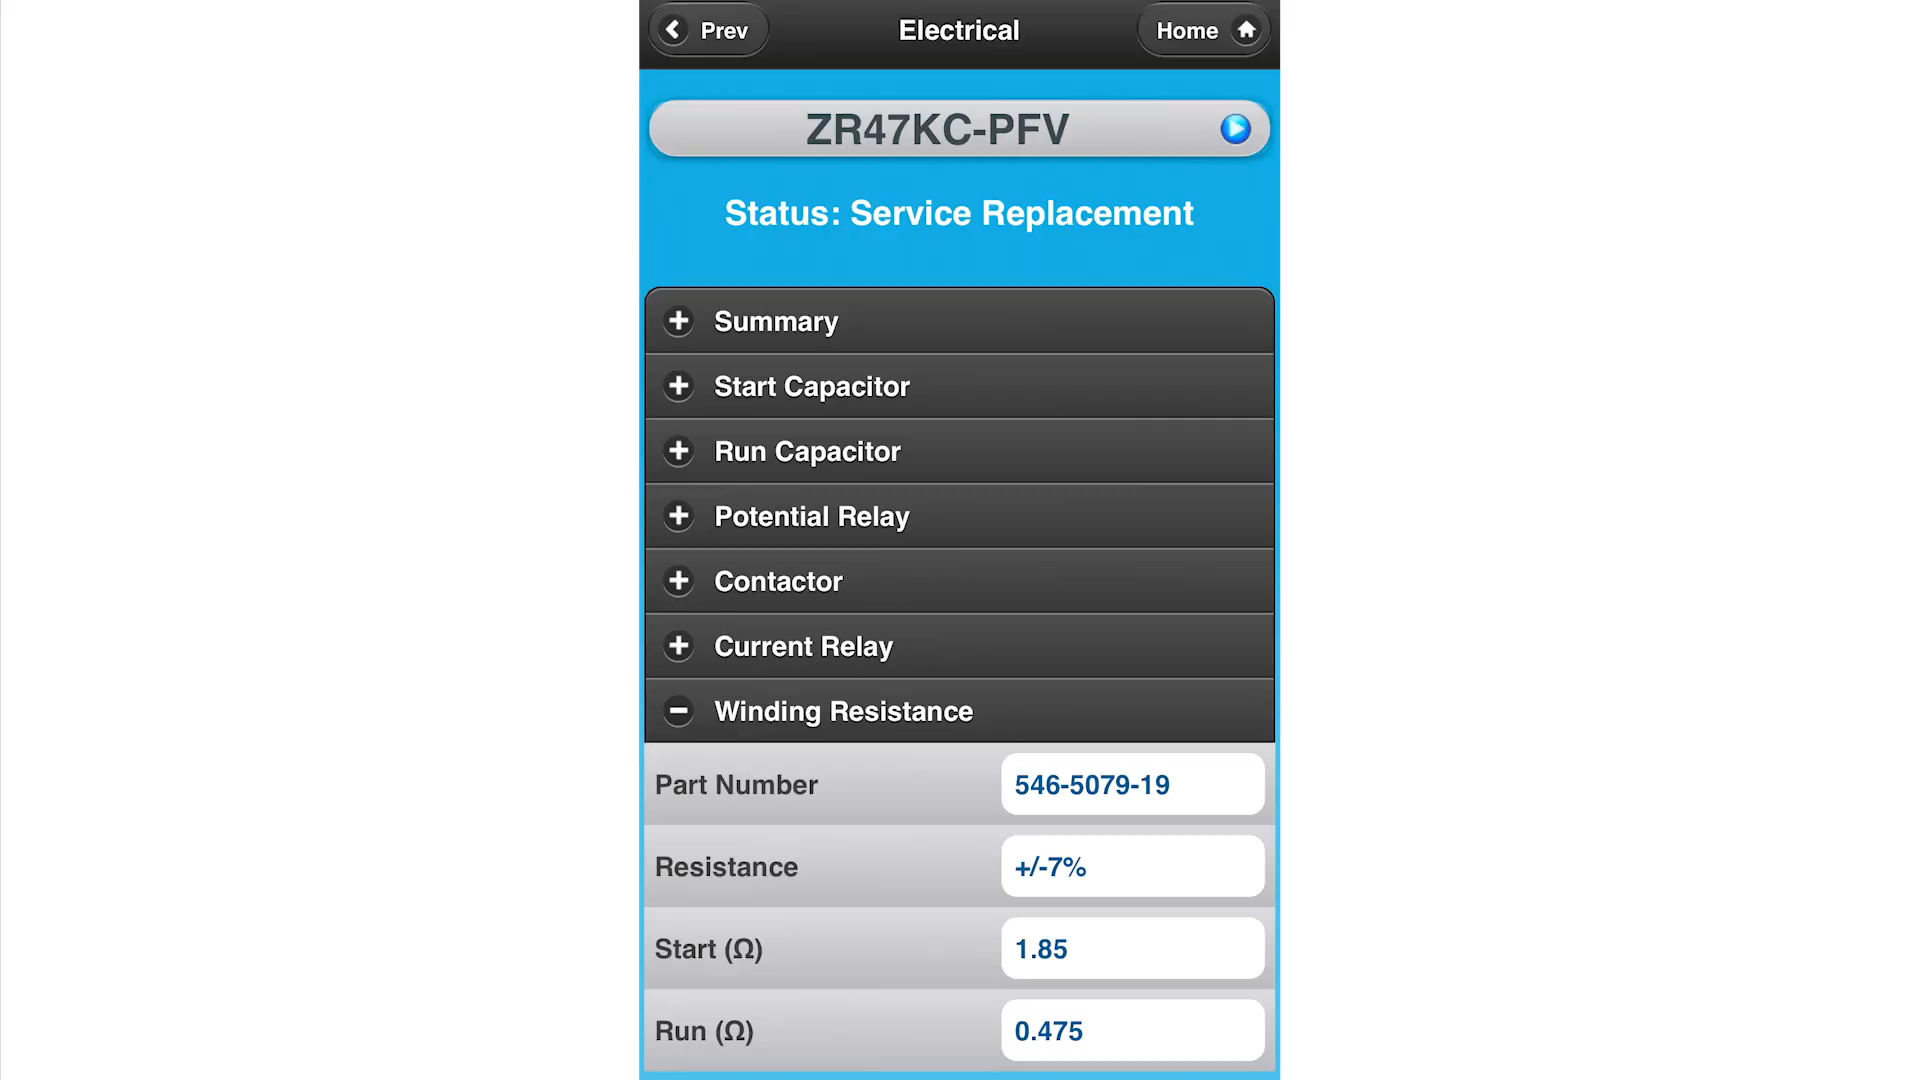 Prev
Electrical
Home
ZR47KC-PFV
Status: Service Replacement
Summary
Start Capacitor
Run Capacitor
Potential Relay
Contactor
Current Relay
Winding Resistance
Part Number 546-5079-19
Resistance +/-7%
Start (Ω) 1.85
Run (Ω) 0.475